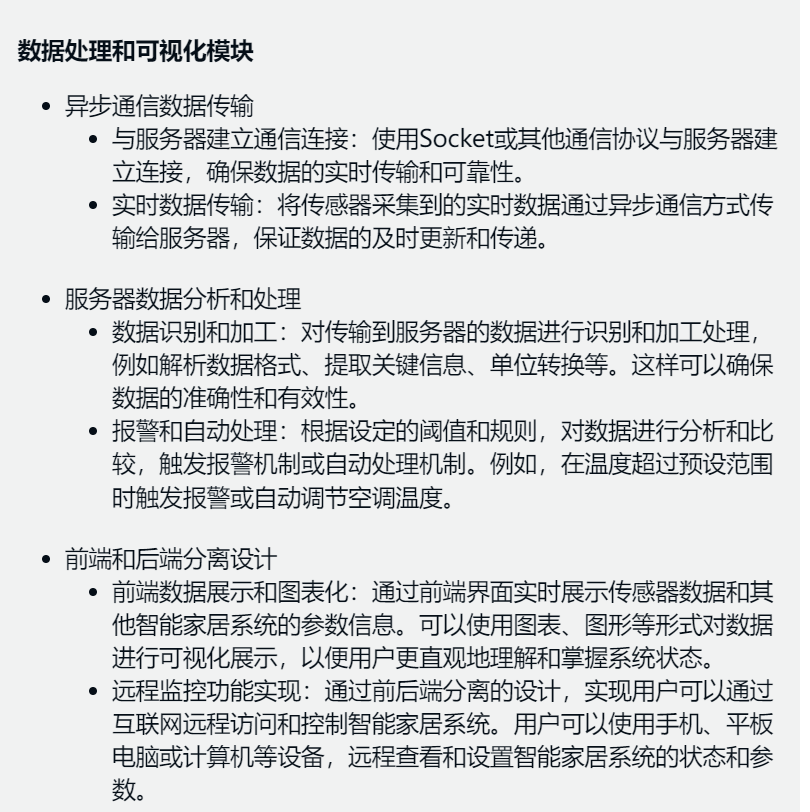 数据处理和可视化模块
异步通信数据传输
与服务器建立通信连接：使用Socket或其他通信协议与服务器建
立连接，确保数据的实时传输和可靠性。
实时数据传输：将传感器采集到的实时数据通过异步通信方式传
输给服务器，保证数据的及时更新和传递。
服务器数据分析和处理
数据识别和加工：对传输到服务器的数据进行识别和加工处理，
例如解析数据格式、提取关键信息、单位转换等。这样可以确保
数据的准确性和有效性。
报警和自动处理：根据设定的阈值和规则，对数据进行分析和比
较，触发报警机制或自动处理机制。例如，在温度超过预设范围
时触发报警或自动调节空调温度。
前端和后端分离设计
前端数据展示和图表化：通过前端界面实时展示传感器数据和其
他智能家居系统的参数信息。可以使用图表、图形等形式对数据
进行可视化展示，以便用户更直观地理解和掌握系统状态。
远程监控功能实现：通过前后端分离的设计，实现用户可以通过
互联网远程访问和控制智能家居系统。用户可以使用手机、平板
电脑或计算机等设备，远程查看和设置智能家居系统的状态和参
数。